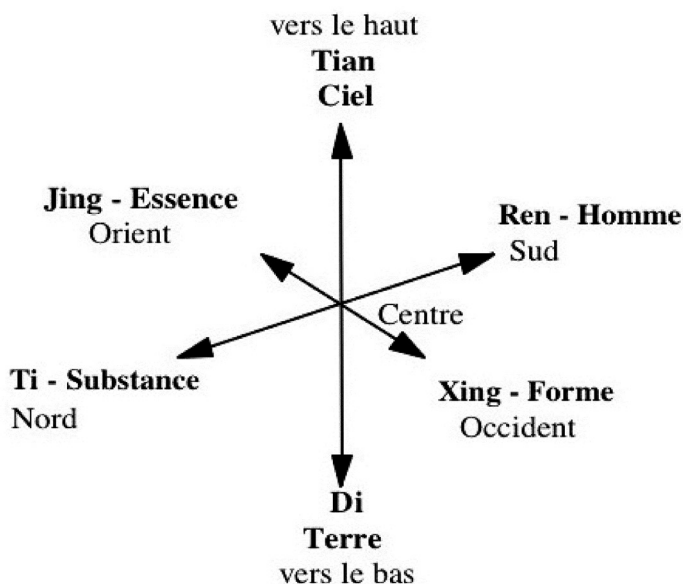 vers le haut
Tian
Ciel
Jing - Essence
Orient
Ren - Homme
Sud
Centre
Ti - Substance
Nord
Xing - Forme
Occident
Di
Terre
vers le bas